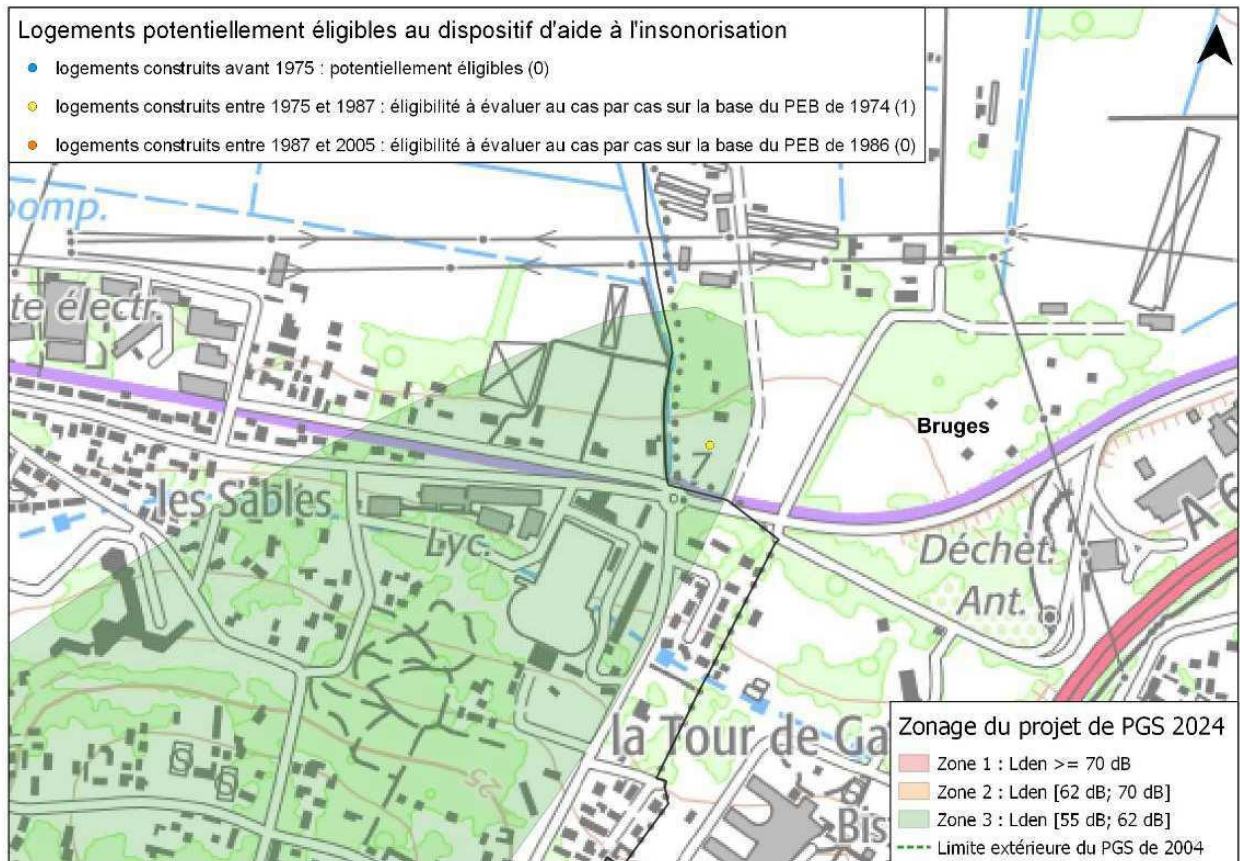 Logements potentiellement éligibles au dispositif d'aide à l'insonorisation
logements construits avant 1975 : potentiellement éligibles (0)
logements construits entre 1975 et 1987 : éligibilité à évaluer au cas par cas sur la base du PEB de 1974 (1)
logements construits entre 1987 et 2005 : éligibilité à évaluer au cas par cas sur la base du PEB de 1986 (0)
omp.
te électr.
Bruges
7
les Sables
Lyc.
A 6
Déchèt.
Ant.
la Tour de Ga
25
Bis
Zonage du projet de PGS 2024
Zone 1 : Lden >= 70 dB
Zone 2 : Lden [62 dB; 70 dB]
Zone 3 : Lden [55 dB; 62 dB]
Limite extérieure du PGS de 2004